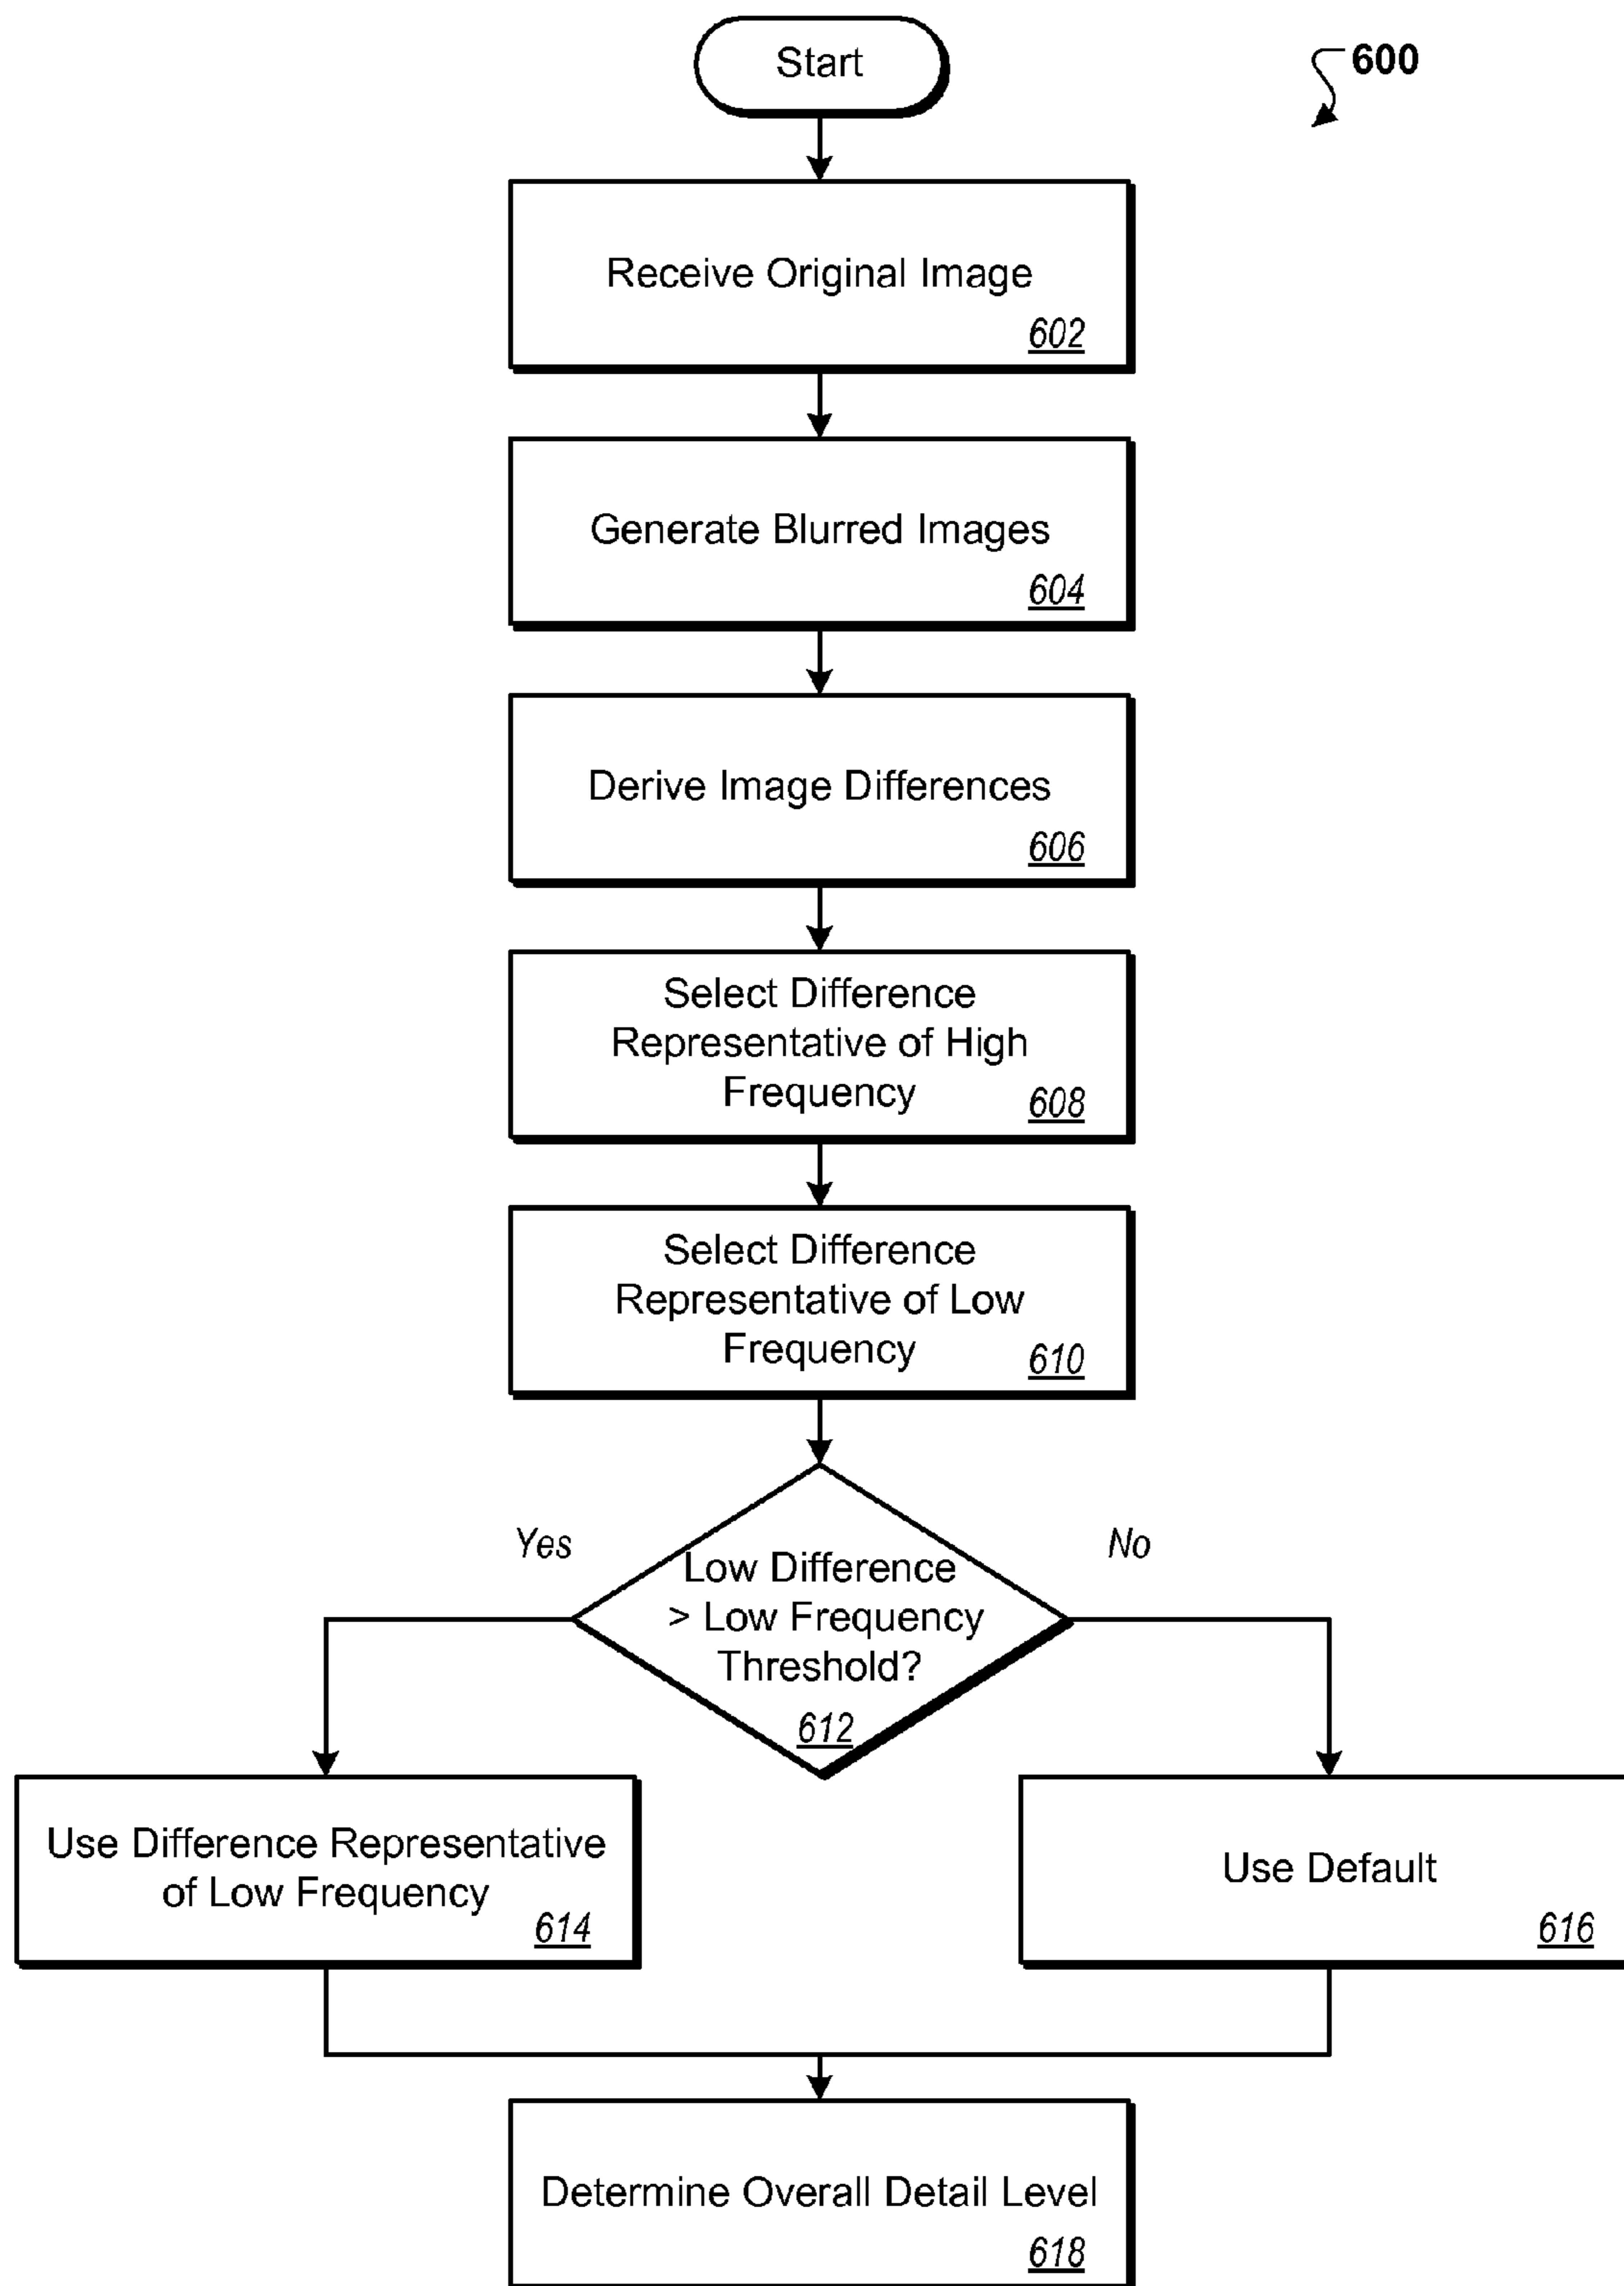 Start
600
Receive Original Image
602
Generate Blurred Images
604
Derive Image Differences
606
Select Difference
Representative of High
Frequency
608
Select Difference
Representative of Low
Frequency
610
Yes
No
Low Difference
> Low Frequency
Threshold?
612
Use Difference Representative
of Low Frequency
614
Use Default
616
Determine Overall Detail Level
618